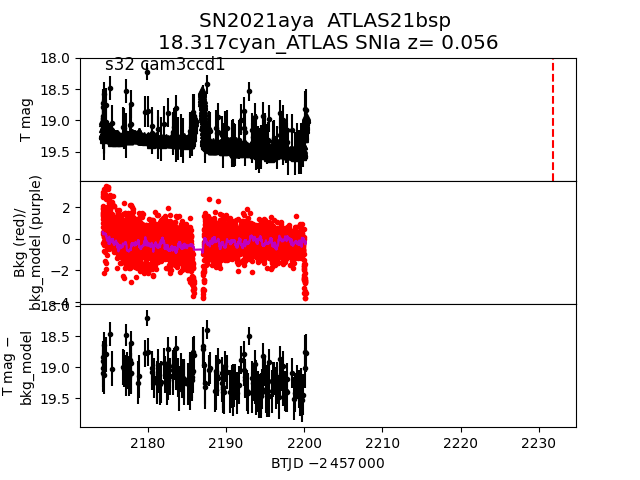 SN2021aya  ATLAS21bsp
18.317cyan_ATLAS SNIa z= 0.056
s32 cam3ccd1
18.0
18.5
19.0
19.5
T mag
2
0
−2
−4
Bkg (red)/
bkg_model (purple)
18.0
18.5
19.0
19.5
T mag −
bkg_model
2180 2190 2200 2210 2220 2230
BTJD −2 457 000